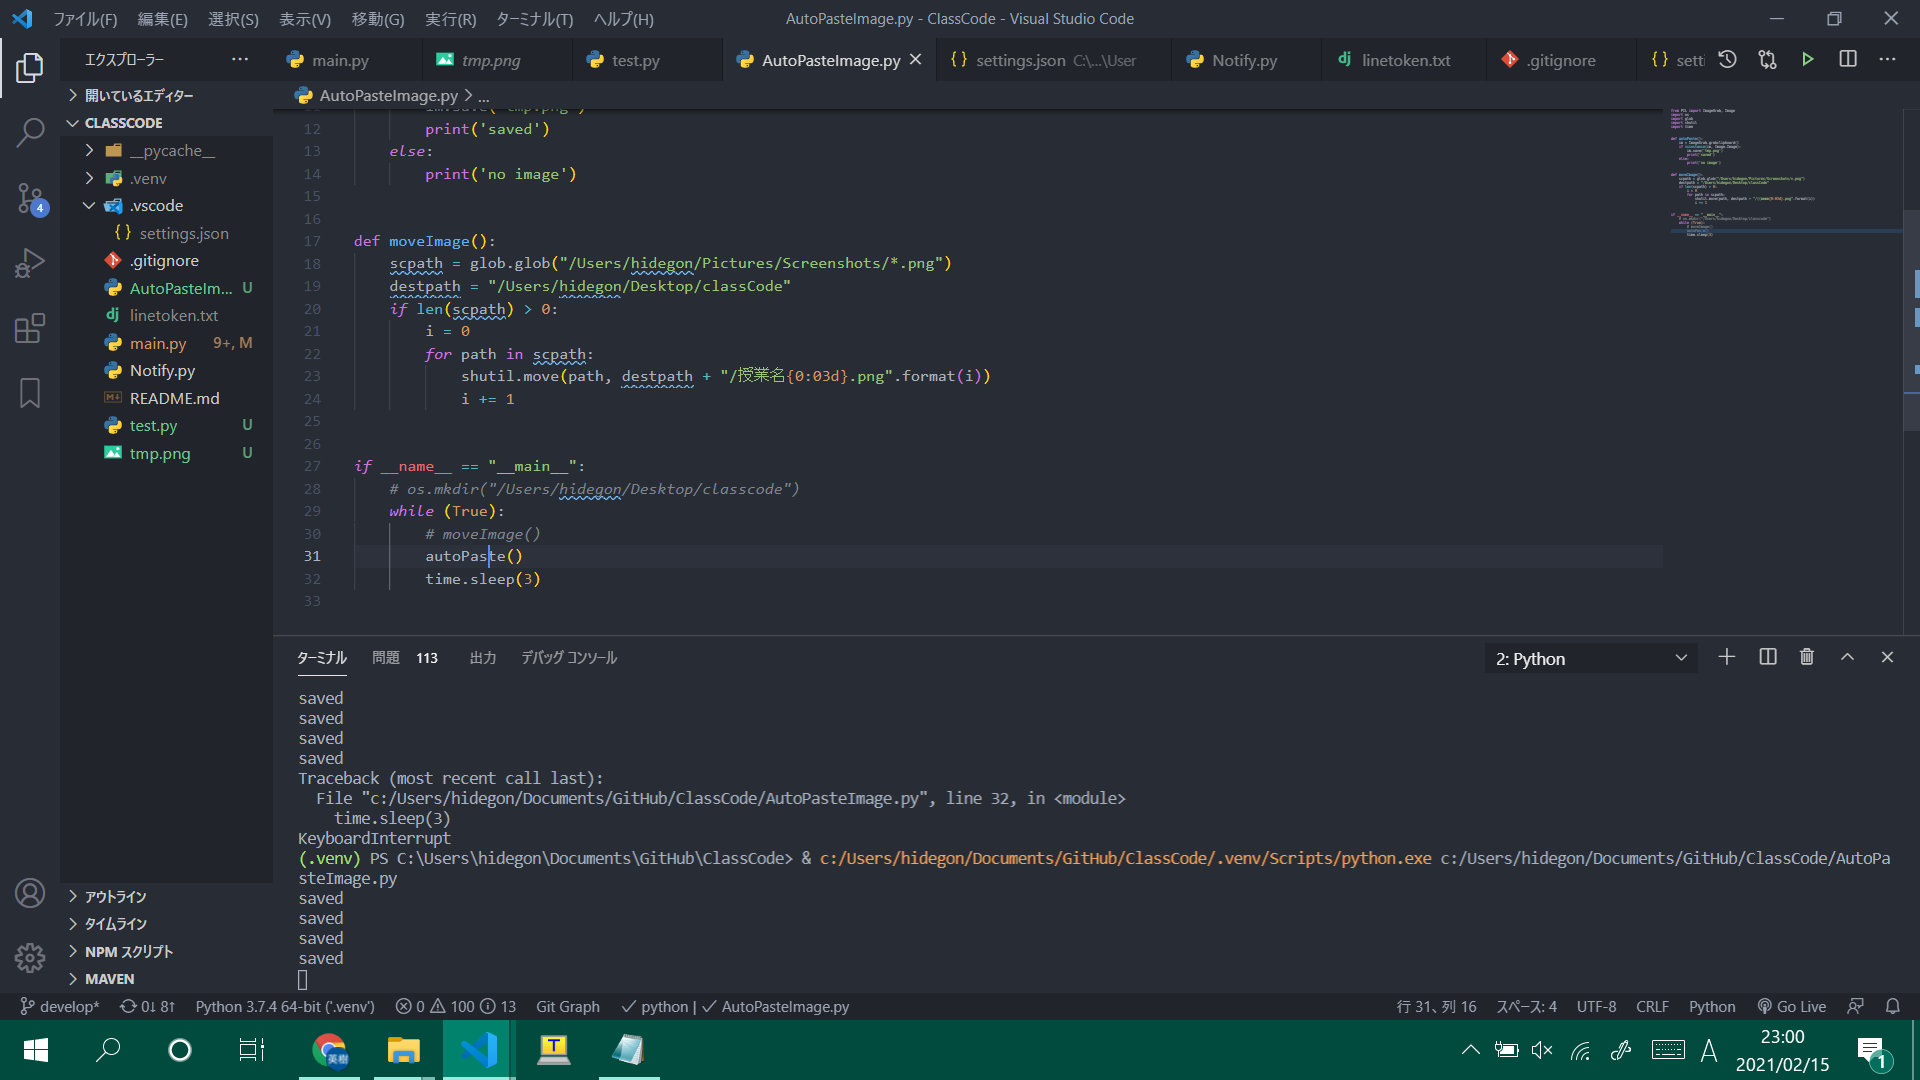 ファイル(F) 編集(E) 選択(S) 表示(V) 移動(G) 実行(R) ターミナル(T) ヘルプ(H) AutoPasteImage.py - ClassCode - Visual Studio Code
エクスプローラー
main.py tmp.png test.py AutoPasteImage.py settings.json C:\...\User Notify.py linetoken.txt .gitignore setti
開いているエディター
CLASSCODE
__pycache__
.venv
.vscode
settings.json
.gitignore
AutoPasteIm... U
linetoken.txt
main.py 9+, M
Notify.py
README.md
test.py U
tmp.png U
アウトライン
タイムライン
NPM スクリプト
MAVEN
4
AutoPasteImage.py > ...
12 print('saved')
13 else:
14 print('no image')
15
16
17 def moveImage():
18 scpath = glob.glob("/Users/hidegon/Pictures/Screenshots/*.png")
19 destpath = "/Users/hidegon/Desktop/classCode"
20 if len(scpath) > 0:
21 i = 0
22 for path in scpath:
23 shutil.move(path, destpath + "/授業名{0:03d}.png".format(i))
24 i += 1
25
26
27 if __name__ == "__main__":
28 # os.mkdir("/Users/hidegon/Desktop/classcode")
29 while (True):
30 # moveImage()
31 autoPaste()
32 time.sleep(3)
33
ターミナル 問題 113 出力 デバッグ コンソール 2: Python
saved
saved
saved
saved
Traceback (most recent call last):
File "c:/Users/hidegon/Documents/GitHub/ClassCode/AutoPasteImage.py", line 32, in <module>
time.sleep(3)
KeyboardInterrupt
(.venv) PS C:\Users\hidegon\Documents\GitHub\ClassCode> & c:/Users/hidegon/Documents/GitHub/ClassCode/.venv/Scripts/python.exe c:/Users/hidegon/Documents/GitHub/ClassCode/AutoPa
steImage.py
saved
saved
saved
saved
develop* 0↓ 8↑ Python 3.7.4 64-bit ('.venv') 0 100 13 Git Graph python | AutoPasteImage.py 行 31、列 16 スペース: 4 UTF-8 CRLF Python Go Live
英樹 T A 23:00
2021/02/15
1